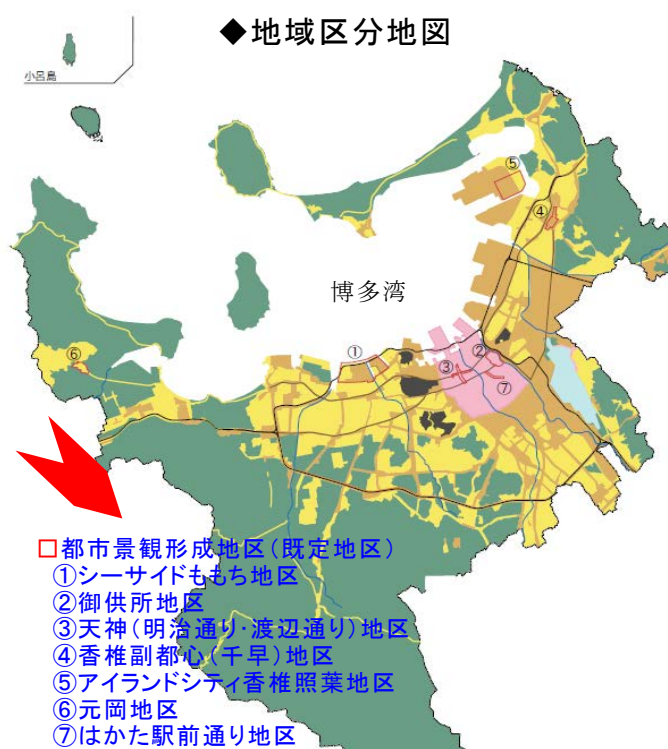 ◆地域区分地図
小呂島
⑤
④
博多湾
①
②
③
⑥
⑦
□都市景観形成地区(既定地区)
①シーサイドももち地区
②御供所地区
③天神(明治通り・渡辺通り)地区
④香椎副都心(千早)地区
⑤アイランドシティ香椎照葉地区
⑥元岡地区
⑦はかた駅前通り地区